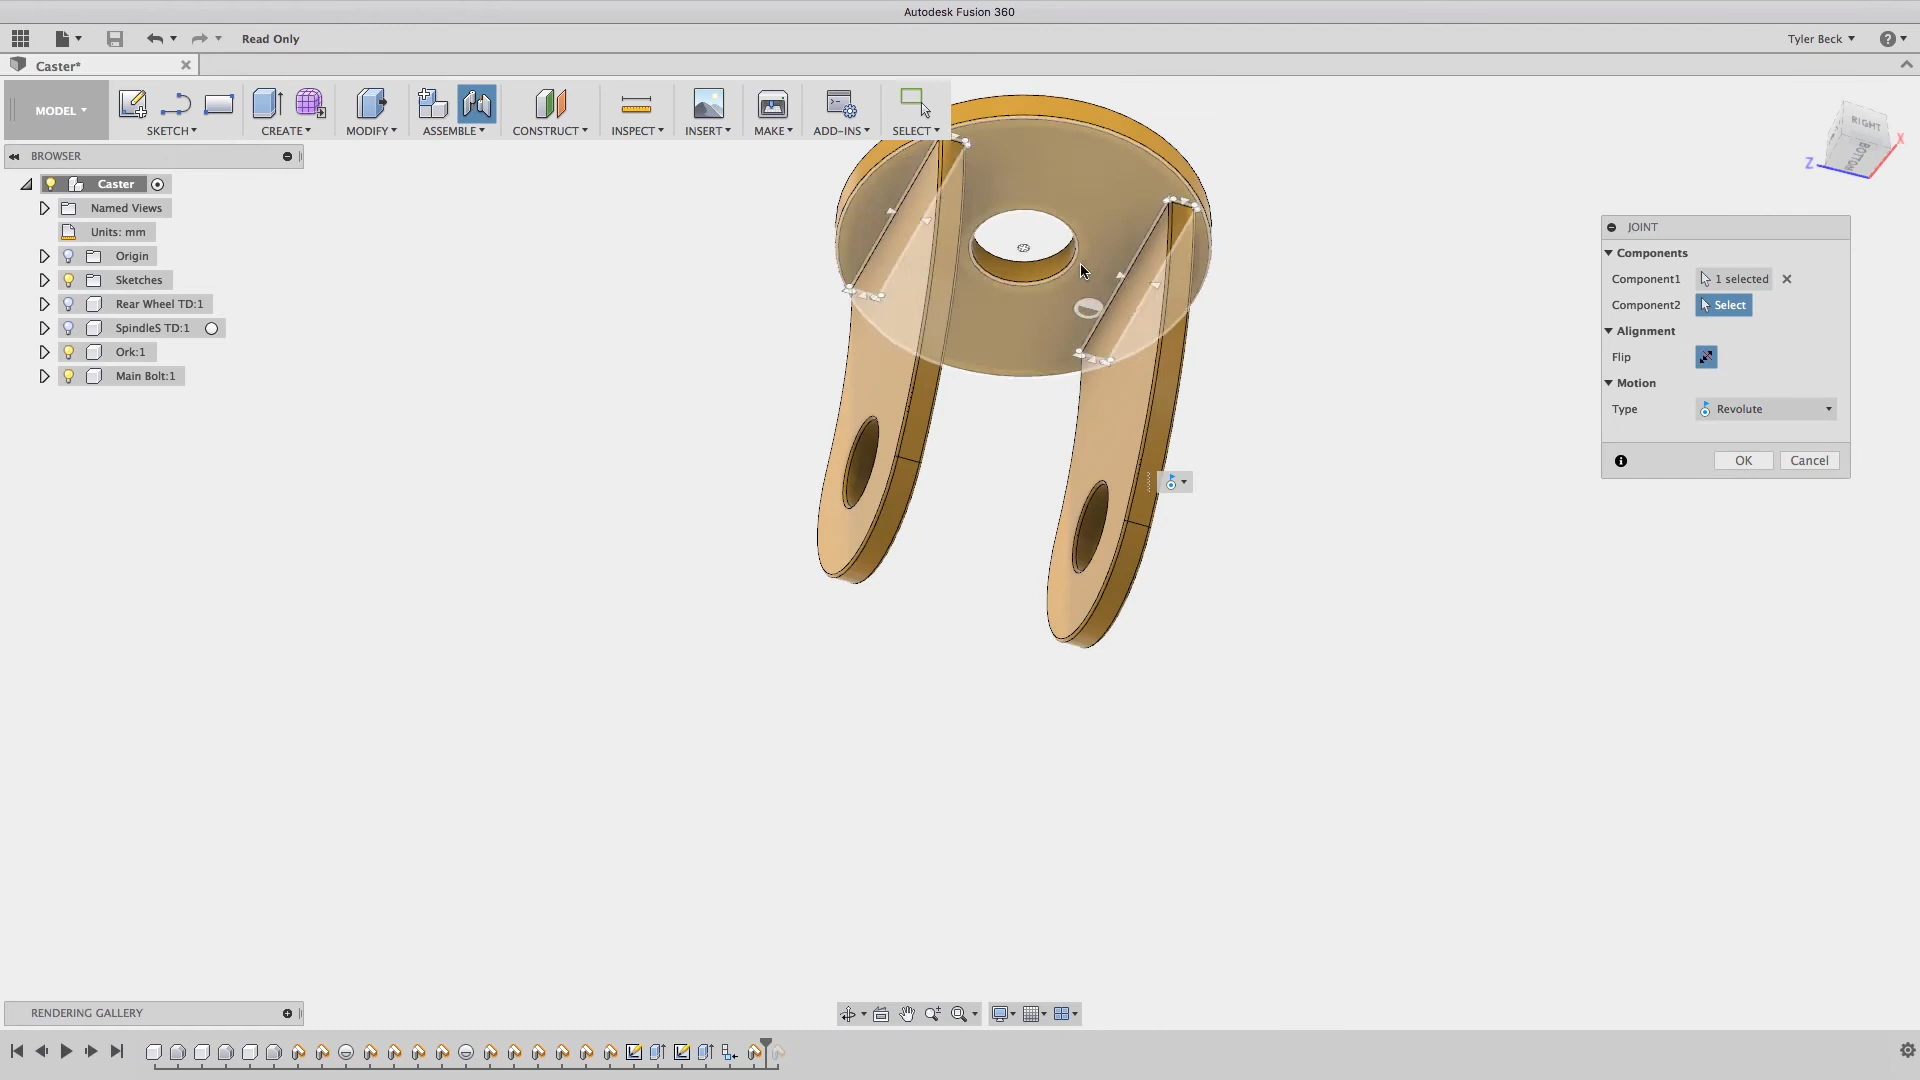 Autodesk Fusion 360
Read Only
Tyler Beck
Caster*
MODEL
SKETCH
CREATE
MODIFY
ASSEMBLE
CONSTRUCT
INSPECT
INSERT
MAKE
ADD-INS
SELECT
RIGHT
BOTTOM
X
Z
BROWSER
Caster
Named Views
Units: mm
Origin
Sketches
Rear Wheel TD:1
SpindleS TD:1
Ork:1
Main Bolt:1
JOINT
Components
Component1 1 selected
Component2 Select
Alignment
Flip
Motion
Type Revolute
OK Cancel
RENDERING GALLERY